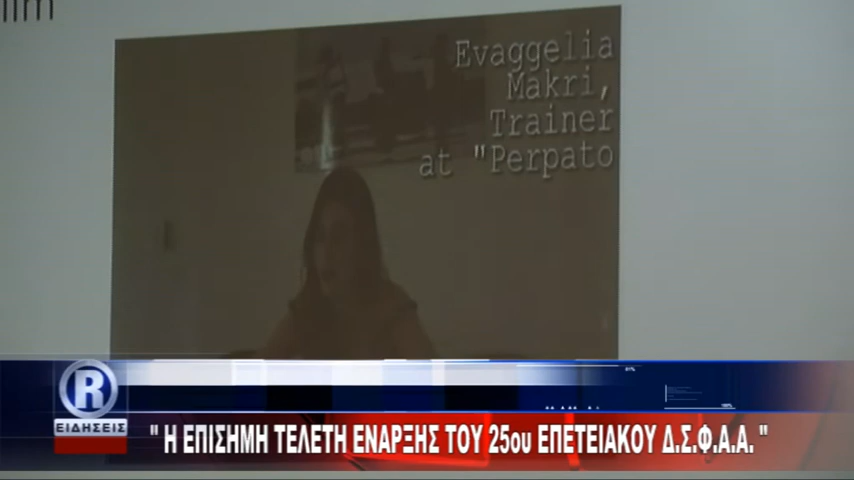 Evaggelia
Makri,
Trainer
at "Perpato
R
ΕΙΔΗΣΕΙΣ
" Η ΕΠΙΣΗΜΗ ΤΕΛΕΤΗ ΕΝΑΡΞΗΣ ΤΟΥ 25ου ΕΠΕΤΕΙΑΚΟΥ Δ.Σ.Φ.Α.Α. "